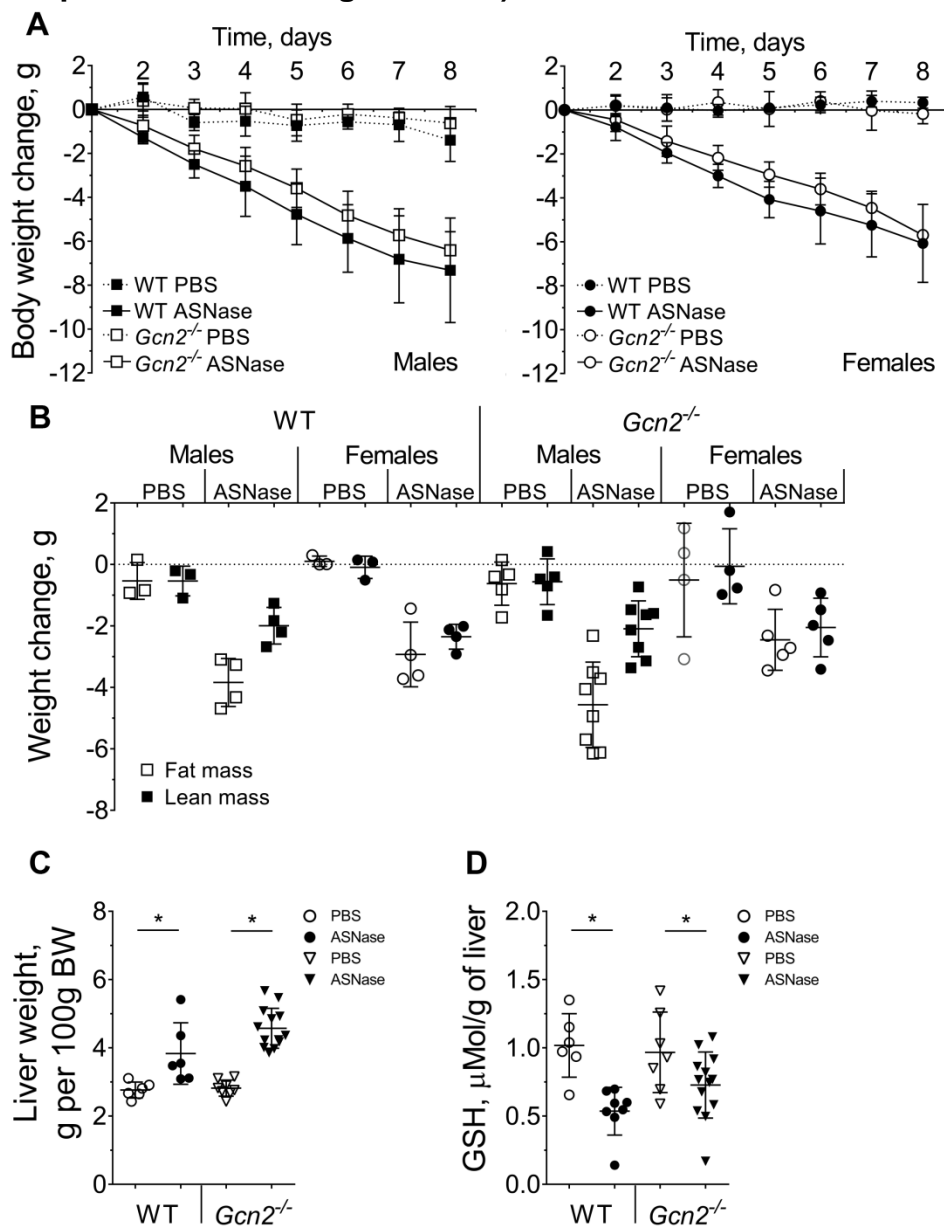 A
Time, days
2 3 4 5 6 7 8
Body weight change, g
2
0
-2
-4
-6
-8
-10
-12
WT PBS
WT ASNase
Gcn2-/- PBS
Gcn2-/- ASNase
Males
Time, days
2 3 4 5 6 7 8
2
0
-2
-4
-6
-8
-10
-12
WT PBS
WT ASNase
Gcn2-/- PBS
Gcn2-/- ASNase
Females
B
WT Gcn2-/-
Males Females Males Females
PBS ASNase PBS ASNase PBS ASNase PBS ASNase
Weight change, g
2
0
-2
-4
-6
-8
Fat mass
Lean mass
C
Liver weight,
g per 100g BW
8
6
4
2
0
* *
PBS
ASNase
PBS
ASNase
WT Gcn2-/-
D
GSH, μMol/g of liver
2.0
1.5
1.0
0.5
0.0
* *
PBS
ASNase
PBS
ASNase
WT Gcn2-/-